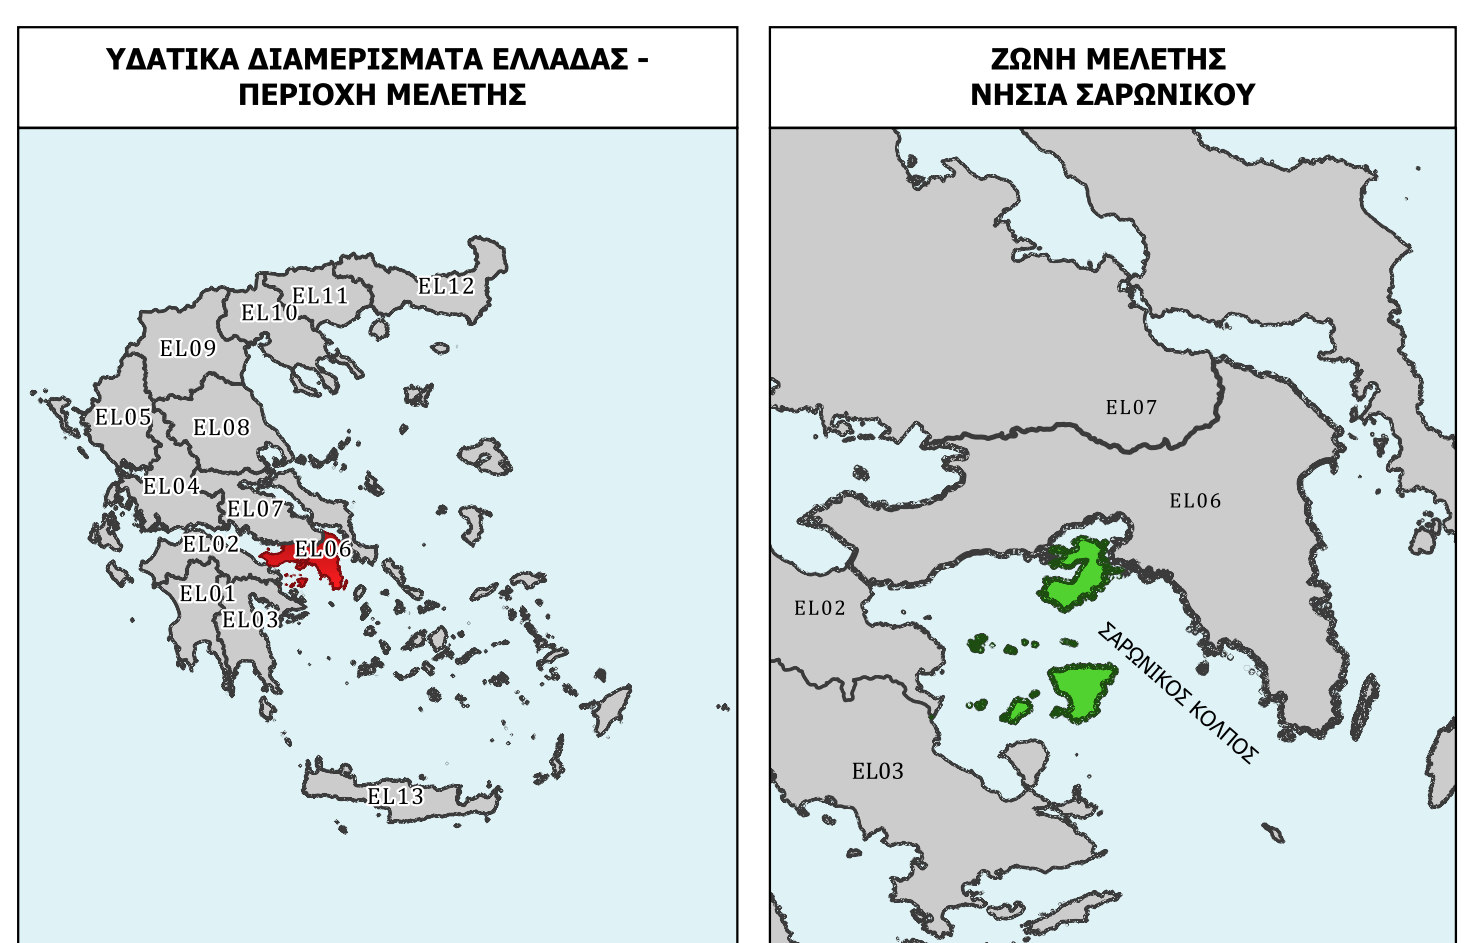 ΥΔΑΤΙΚΑ ΔΙΑΜΕΡΙΣΜΑΤΑ ΕΛΛΑΔΑΣ -
ΠΕΡΙΟΧΗ ΜΕΛΕΤΗΣ
EL12
EL11
EL10
EL09
EL05
EL08
EL04
EL07
EL02
EL06
EL01
EL03
EL13
ΖΩΝΗ ΜΕΛΕΤΗΣ
ΝΗΣΙΑ ΣΑΡΩΝΙΚΟΥ
EL07
EL06
EL02
ΣΑΡΩΝΙΚΟΣ ΚΟΛΠΟΣ
EL03